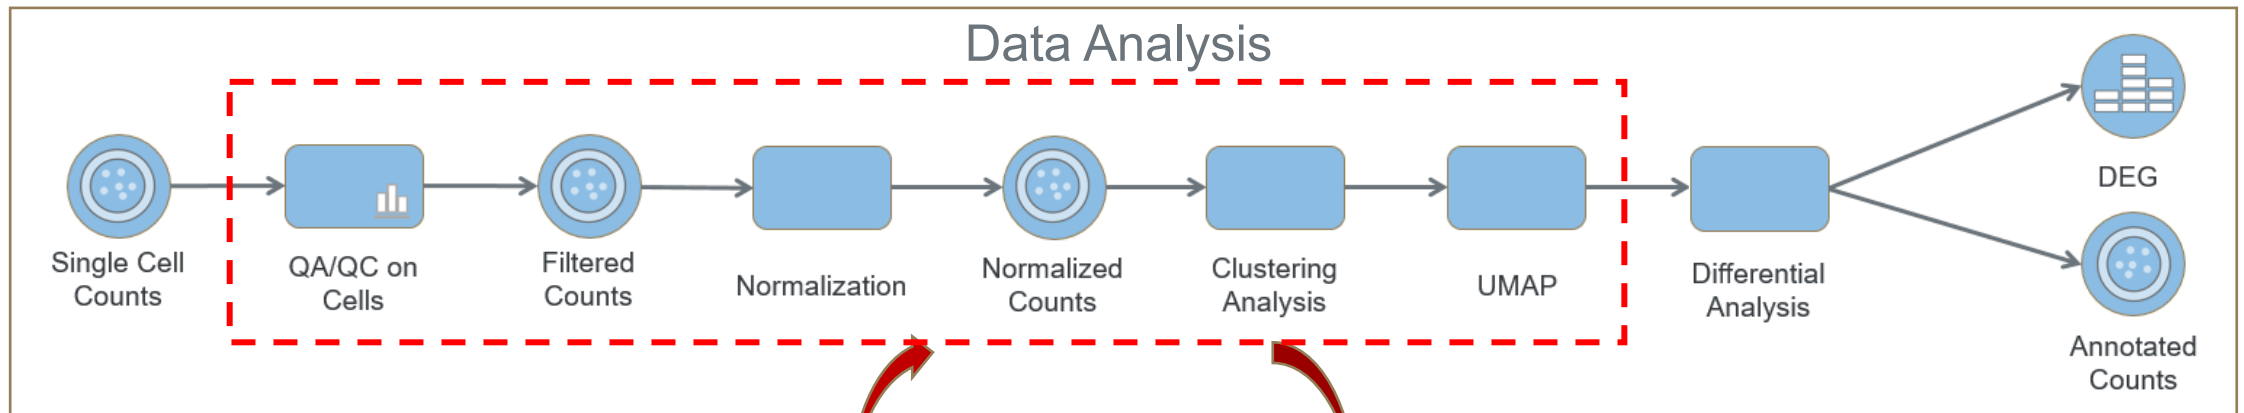 Data Analysis
Single Cell
Counts
QA/QC on
Cells
Filtered
Counts
Normalization
Normalized
Counts
Clustering
Analysis
UMAP
Differential
Analysis
DEG
Annotated
Counts